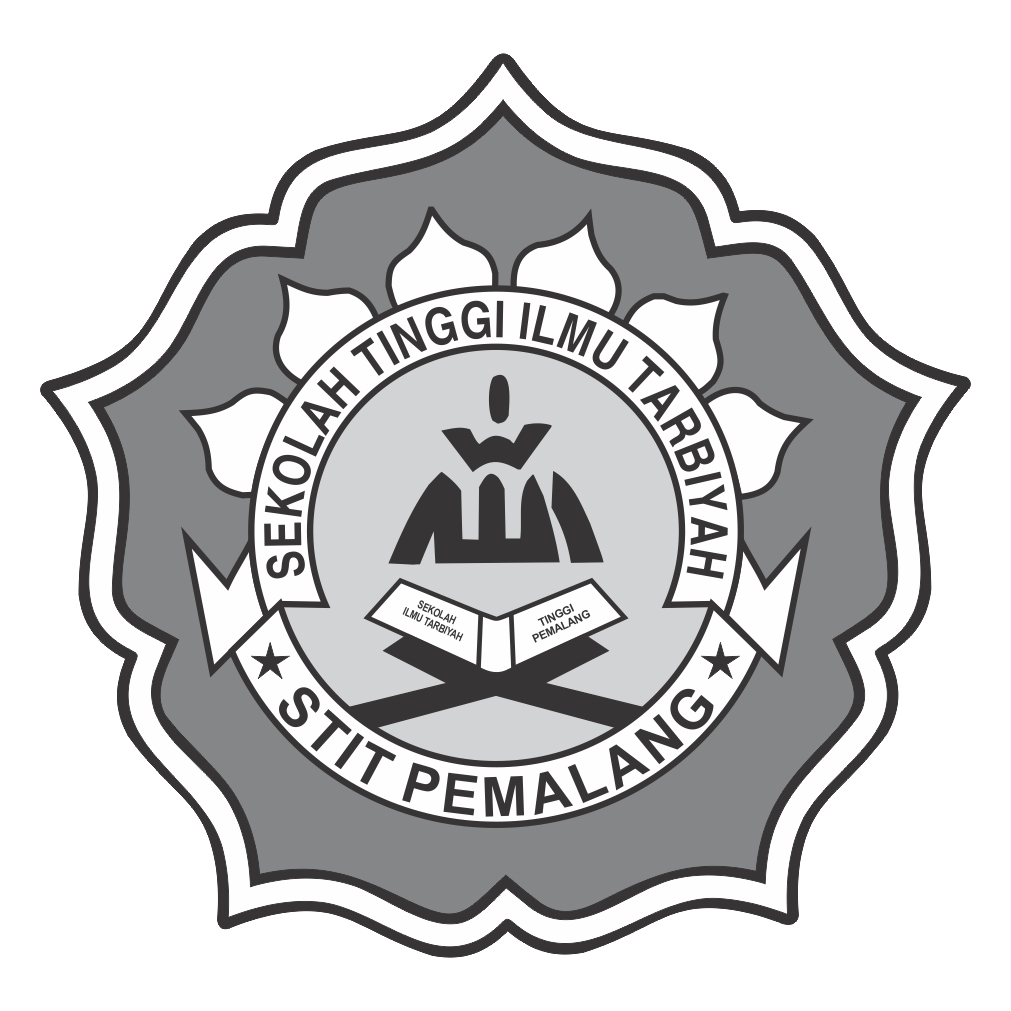 SEKOLAH TINGGI ILMU TARBIYAH
SEKOLAH
ILMU TARBIYAH
TINGGI
PEMALANG
★ STIT PEMALANG ★